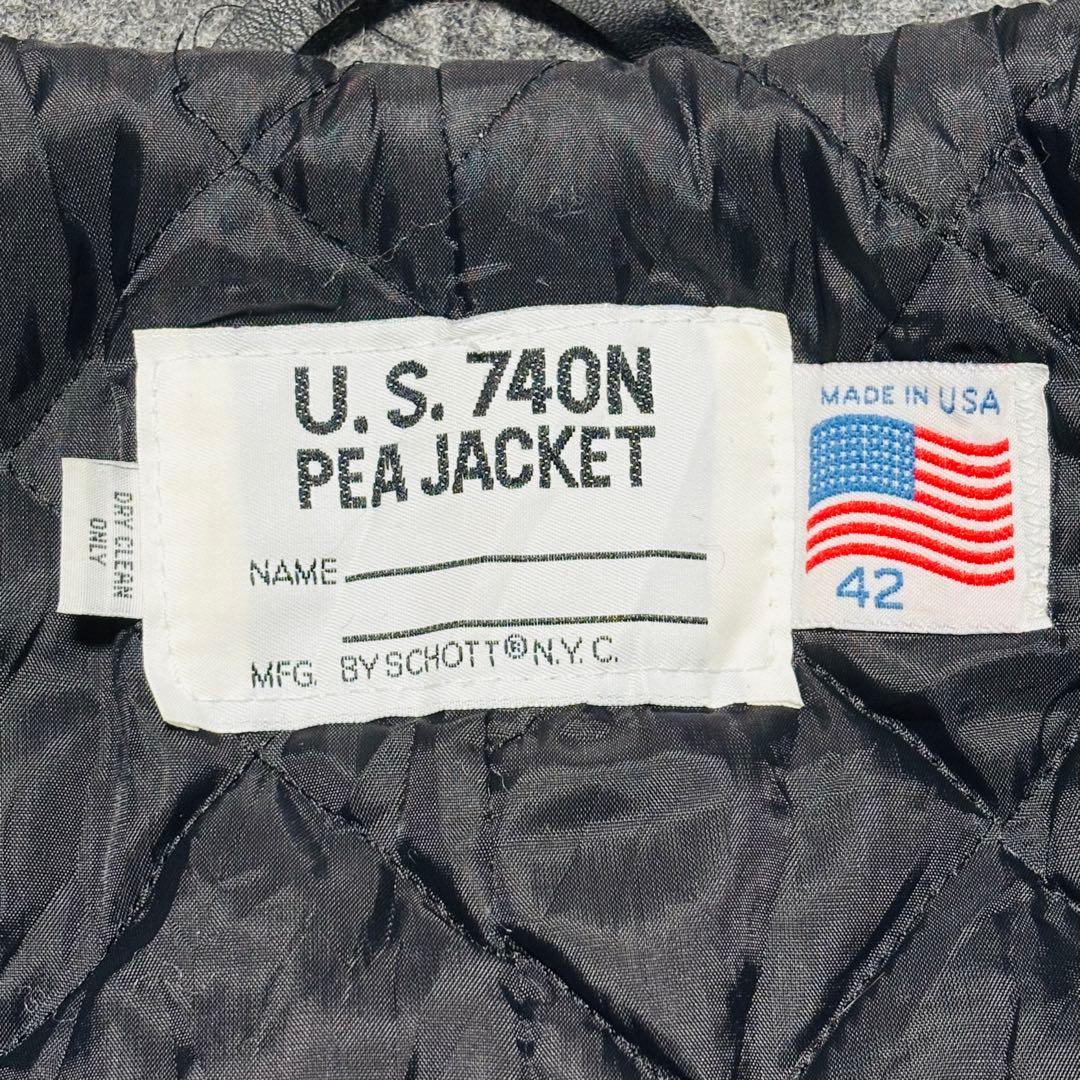 U.S. 740N
PEA JACKET
NAME
MFG. BY SCHOTT® N.Y.C.
MADE IN USA
42
DRY CLEAN
ONLY